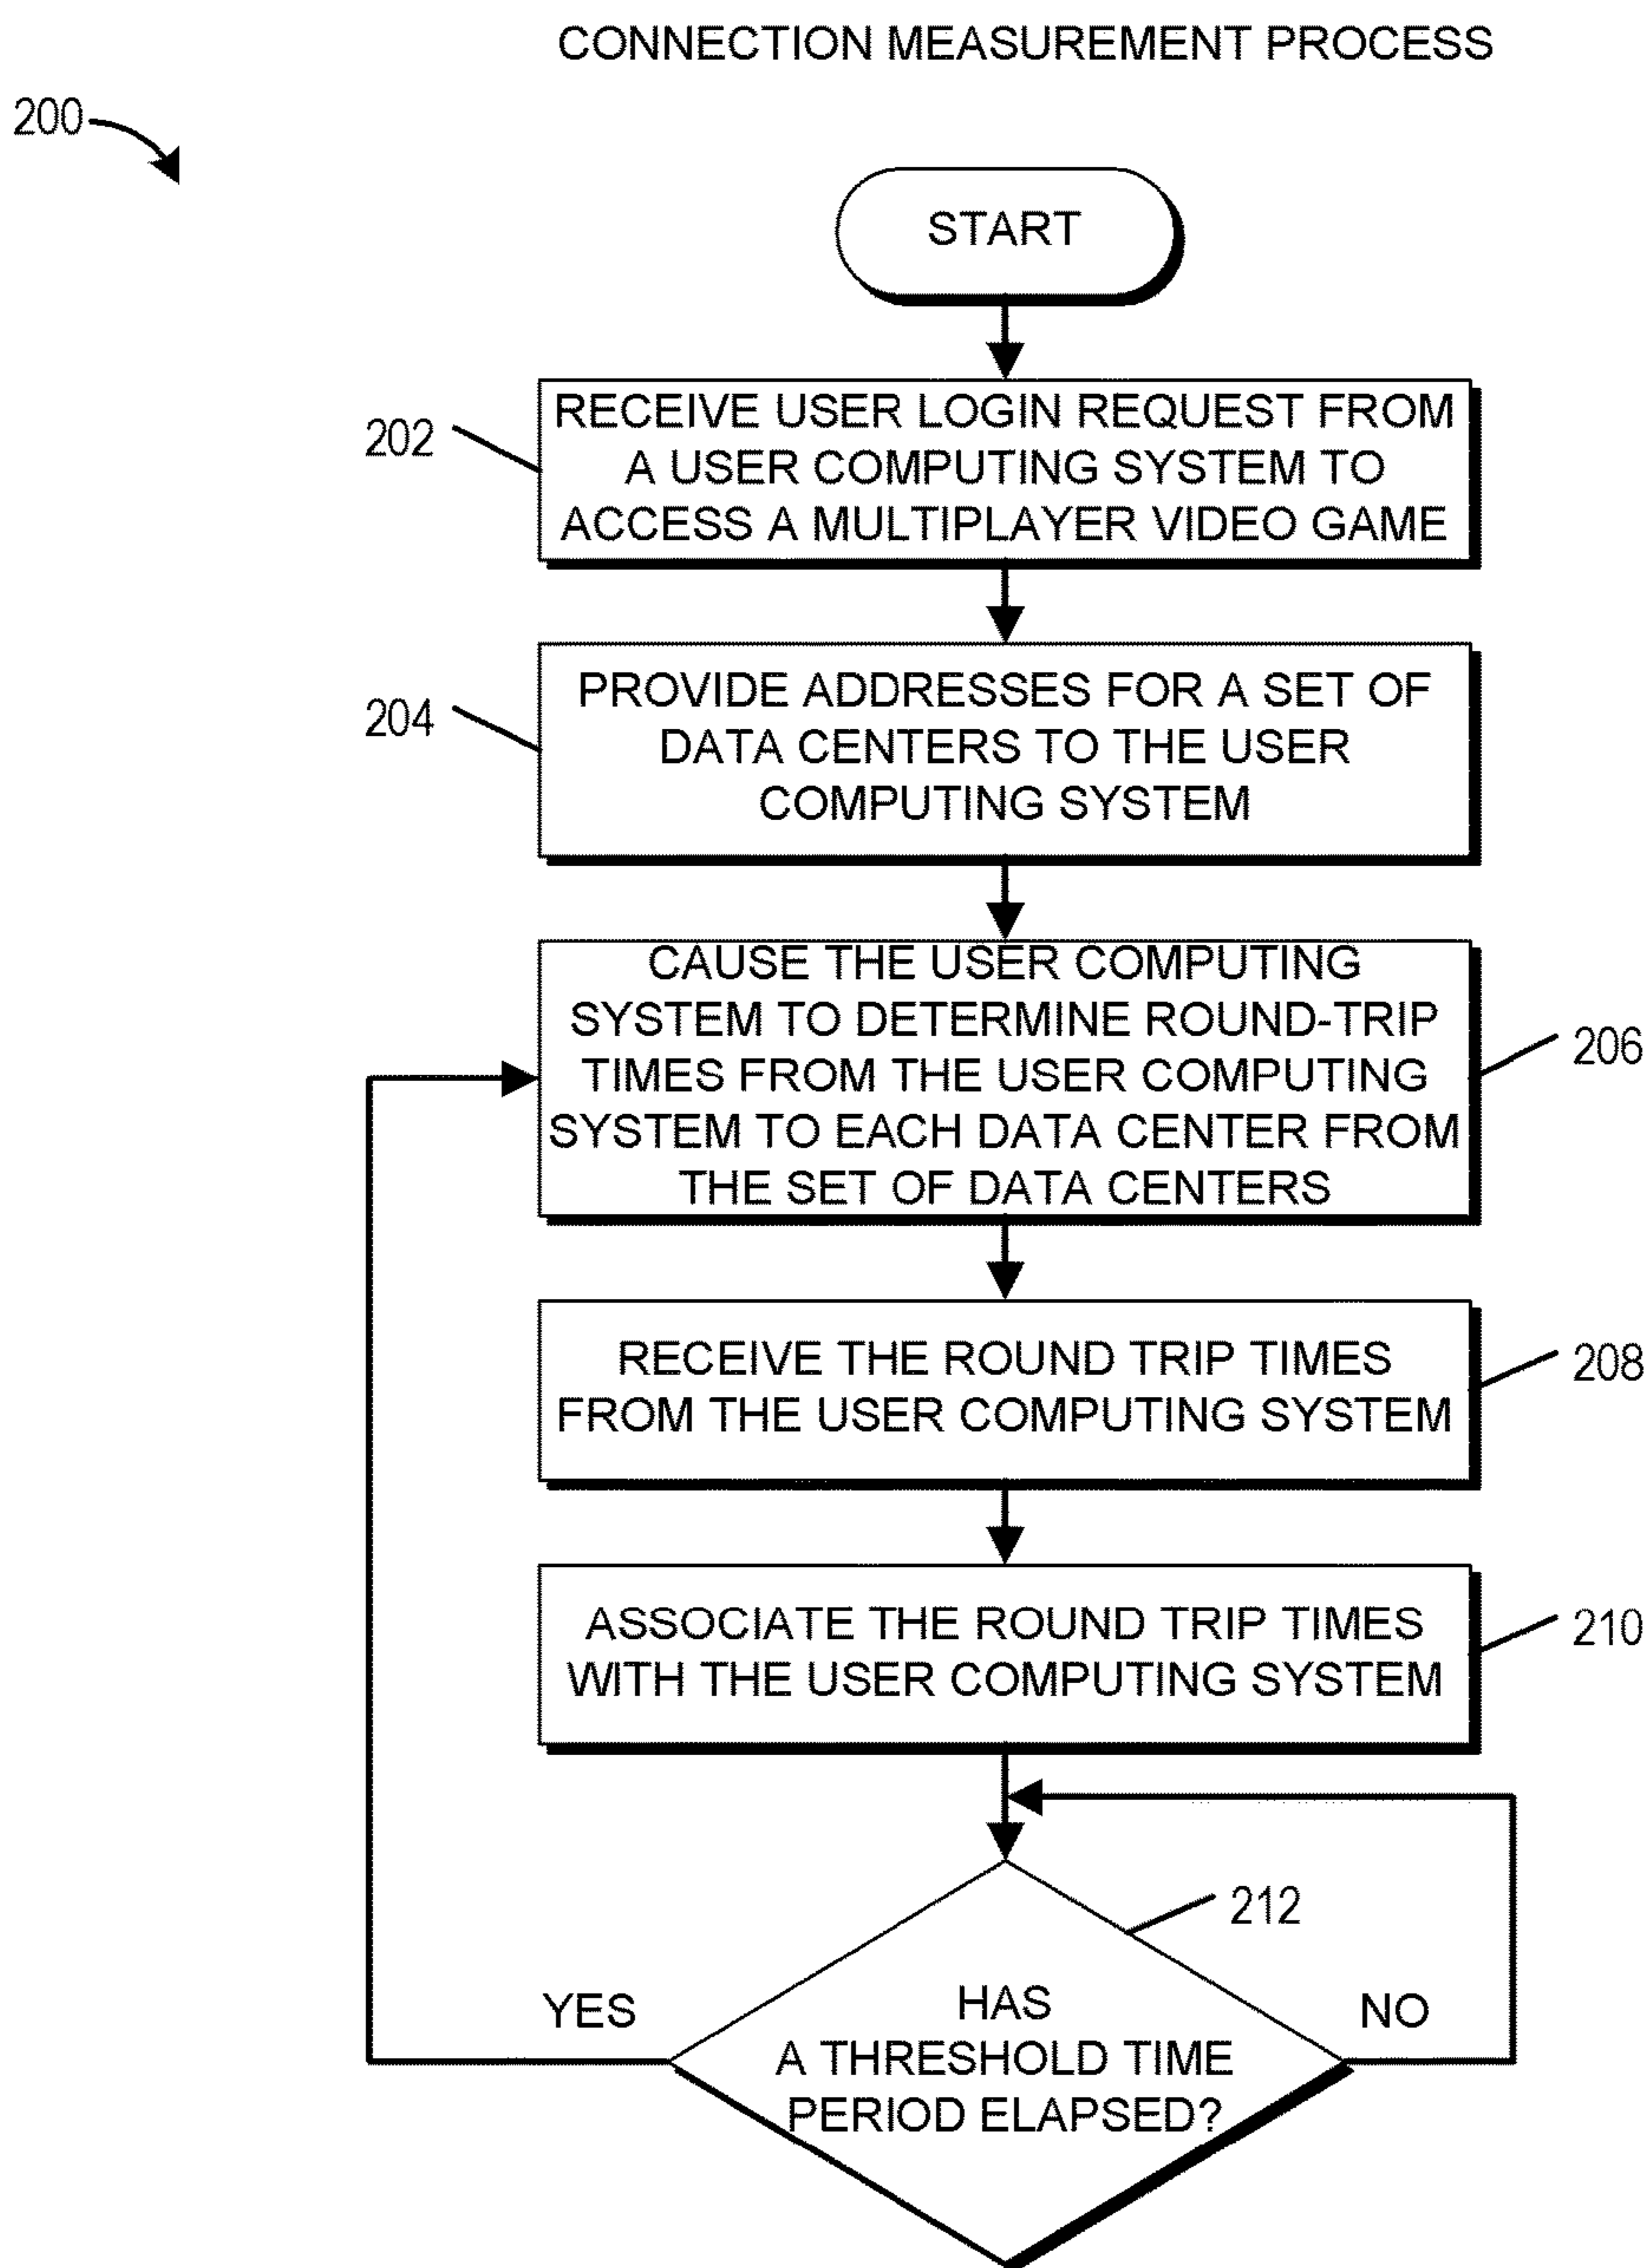 CONNECTION MEASUREMENT PROCESS
200
START
202
RECEIVE USER LOGIN REQUEST FROM
A USER COMPUTING SYSTEM TO
ACCESS A MULTIPLAYER VIDEO GAME
204
PROVIDE ADDRESSES FOR A SET OF
DATA CENTERS TO THE USER
COMPUTING SYSTEM
CAUSE THE USER COMPUTING
SYSTEM TO DETERMINE ROUND-TRIP
TIMES FROM THE USER COMPUTING
SYSTEM TO EACH DATA CENTER FROM
THE SET OF DATA CENTERS
206
RECEIVE THE ROUND TRIP TIMES
FROM THE USER COMPUTING SYSTEM
208
ASSOCIATE THE ROUND TRIP TIMES
WITH THE USER COMPUTING SYSTEM
210
212
YES
HAS
A THRESHOLD TIME
PERIOD ELAPSED?
NO